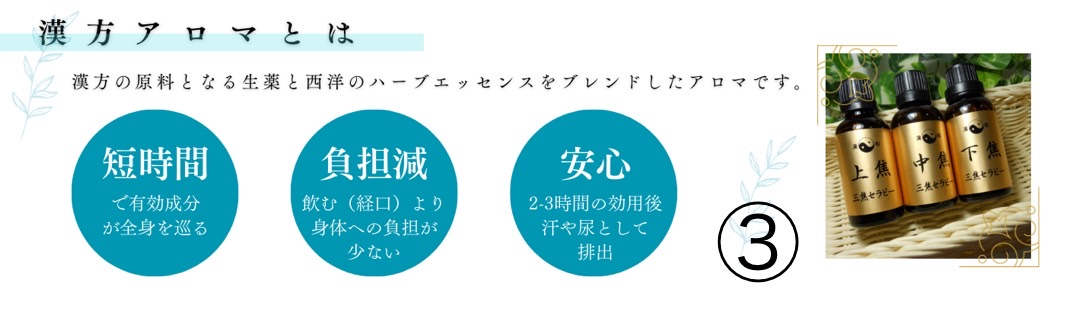 漢方アロマとは
漢方の原料となる生薬と西洋のハーブエッセンスをブレンドしたアロマです。
短時間
で有効成分
が全身を巡る
負担減
飲む（経口）より
身体への負担が
少ない
安心
2-3時間の効用後
汗や尿として
排出
③
漢方
上焦
三焦セラピー
漢方
中焦
三焦セラピー
漢方
下焦
三焦セラピー